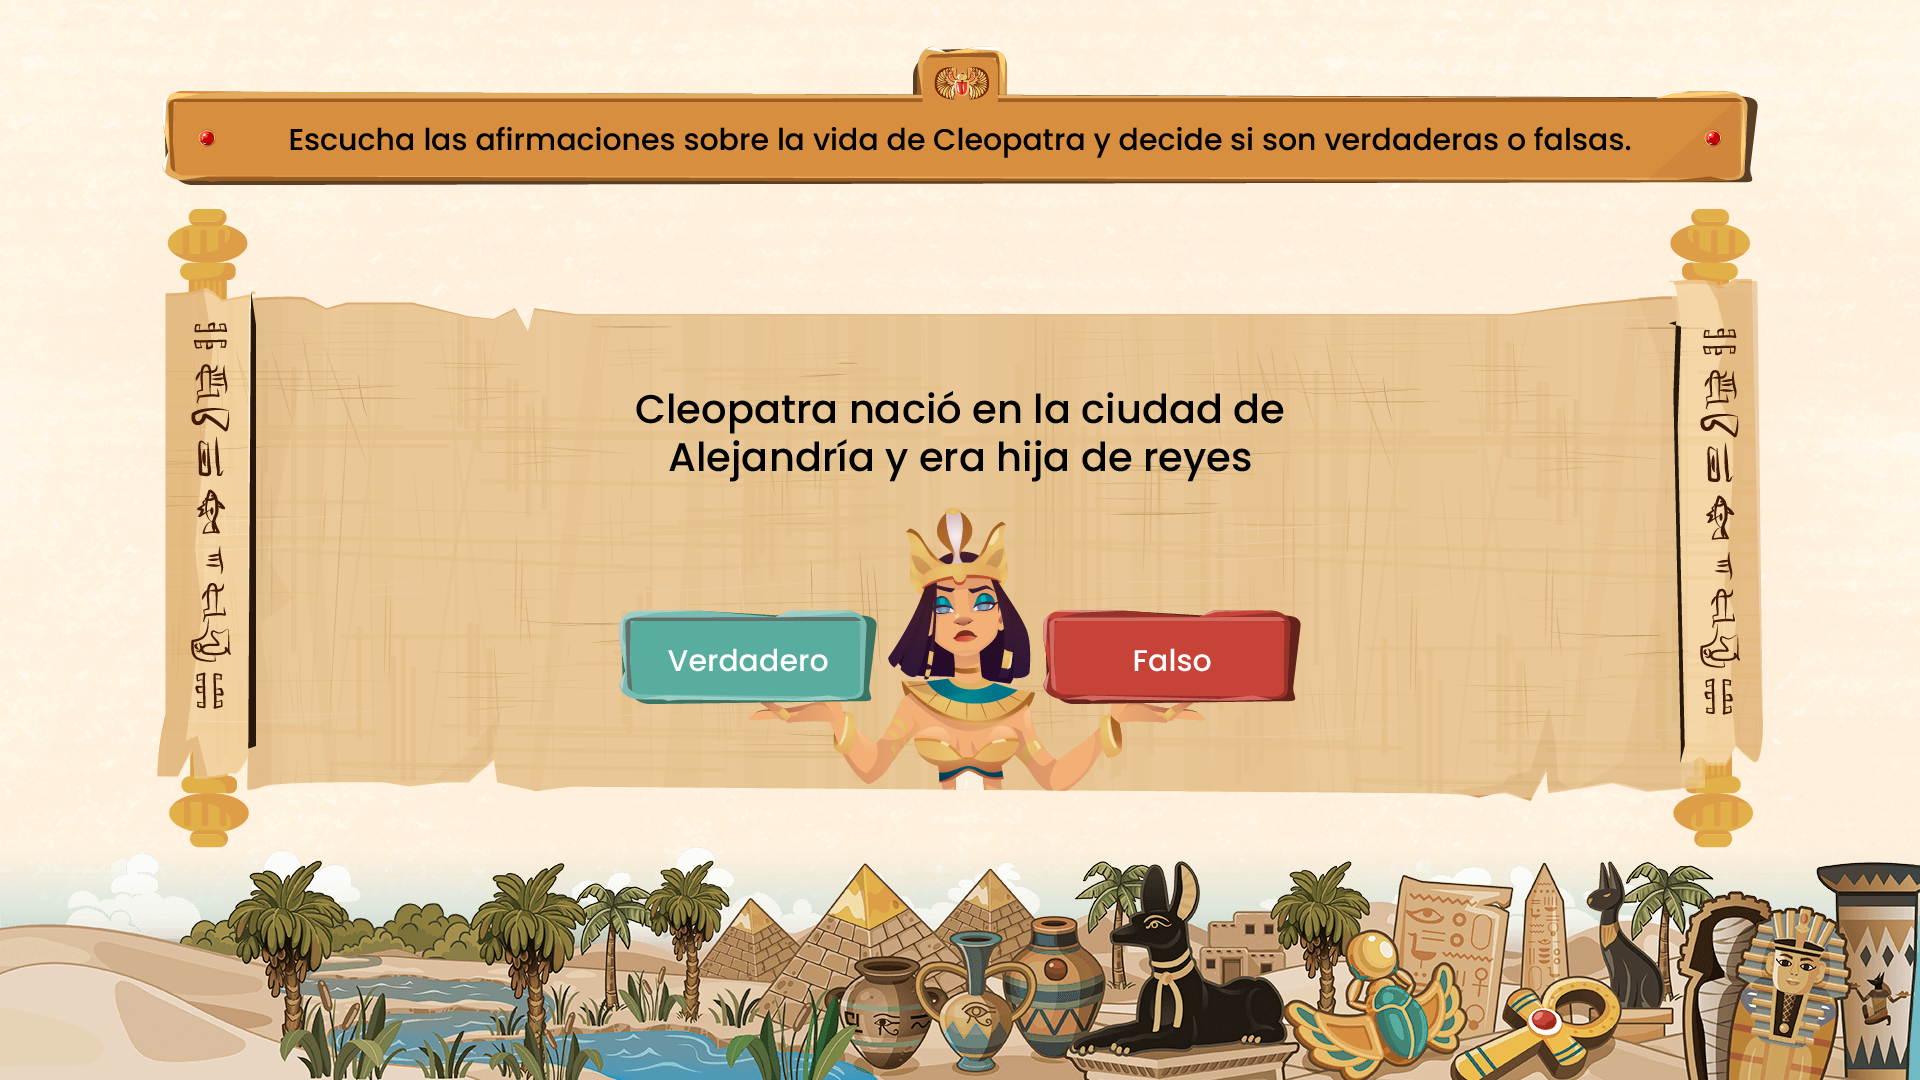 Escucha las afirmaciones sobre la vida de Cleopatra y decide si son verdaderas o falsas.
Cleopatra nació en la ciudad de
Alejandría y era hija de reyes
Verdadero
Falso